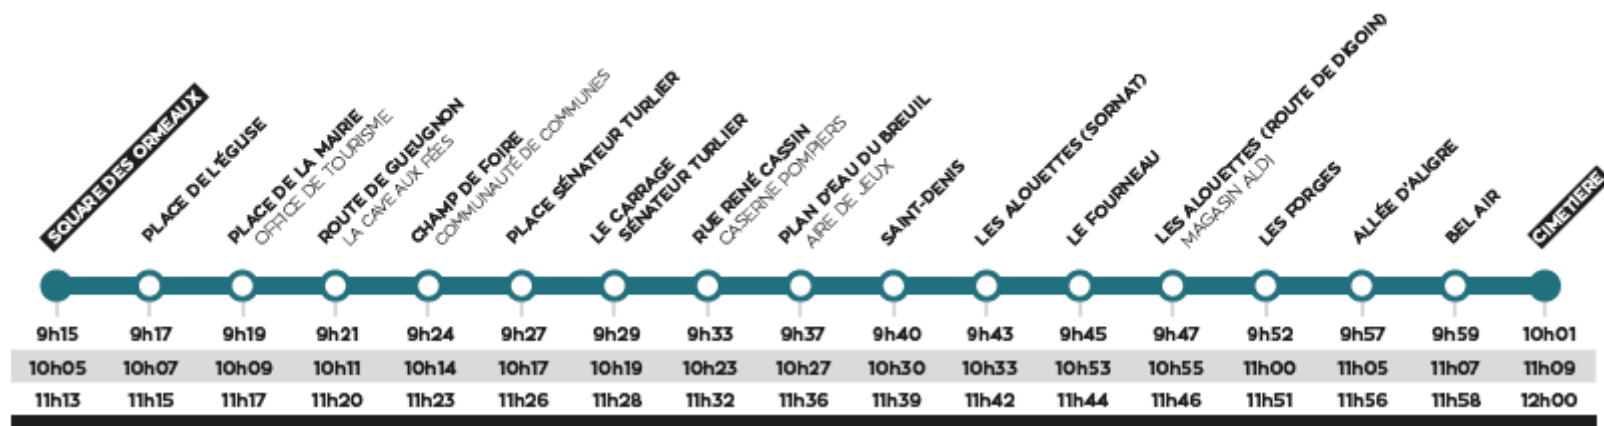 SQUARE DES ORMEAUX
PLACE DE L'ÉGLISE
PLACE DE LA MAIRIE
OFFICE DE TOURISME
ROUTE DE GUEUGNON
LA CAVE AUX FÉES
CHAMP DE FOIRE
COMMUNAUTÉ DE COMMUNES
PLACE SÉNATEUR TURLIER
LE CARRAGE
SÉNATEUR TURLIER
RUE RENÉ CASSIN
CASERNE POMPIERS
PLAN D'EAU DU BREUIL
AIRE DE JEUX
SAINT-DENIS
LES ALOUETTES (SORNAT)
LE FOURNEAU
LES ALOUETTES (ROUTE DE DIGOIN)
MAGASIN ALDI
LES FORGES
ALLÉE D'ALIGRE
BEL AIR
CIMETIÈRE
9h15 9h17 9h19 9h21 9h24 9h27 9h29 9h33 9h37 9h40 9h43 9h45 9h47 9h52 9h57 9h59 10h01
10h05 10h07 10h09 10h11 10h14 10h17 10h19 10h23 10h27 10h30 10h33 10h53 10h55 11h00 11h05 11h07 11h09
11h13 11h15 11h17 11h20 11h23 11h26 11h28 11h32 11h36 11h39 11h42 11h44 11h46 11h51 11h56 11h58 12h00